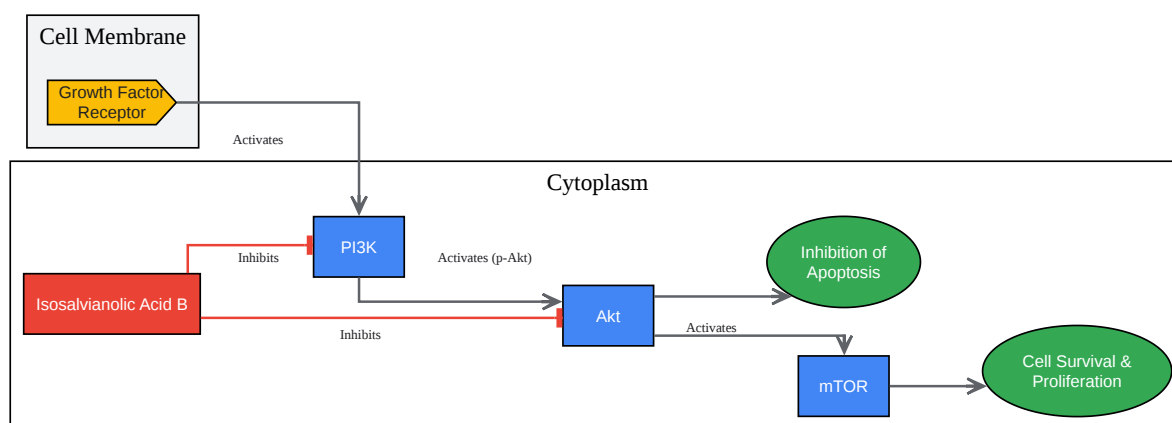 Cell Membrane
Growth Factor
Receptor
Activates
Cytoplasm
PI3K
Inhibits
Activates (p-Akt)
Inhibition of
Apoptosis
Isosalvianolic Acid B
Akt
Inhibits
Activates
mTOR
Cell Survival &
Proliferation